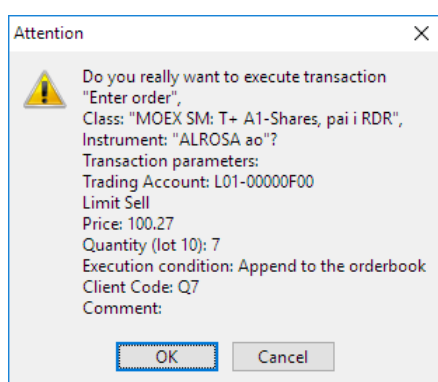 Attention
Do you really want to execute transaction
"Enter order",
Class: "MOEX SM: T+ A1-Shares, pai i RDR",
Instrument: "ALROSA ao"?
Transaction parameters:
Trading Account: L01-00000F00
Limit Sell
Price: 100.27
Quantity (lot 10): 7
Execution condition: Append to the orderbook
Client Code: Q7
Comment:
OK Cancel